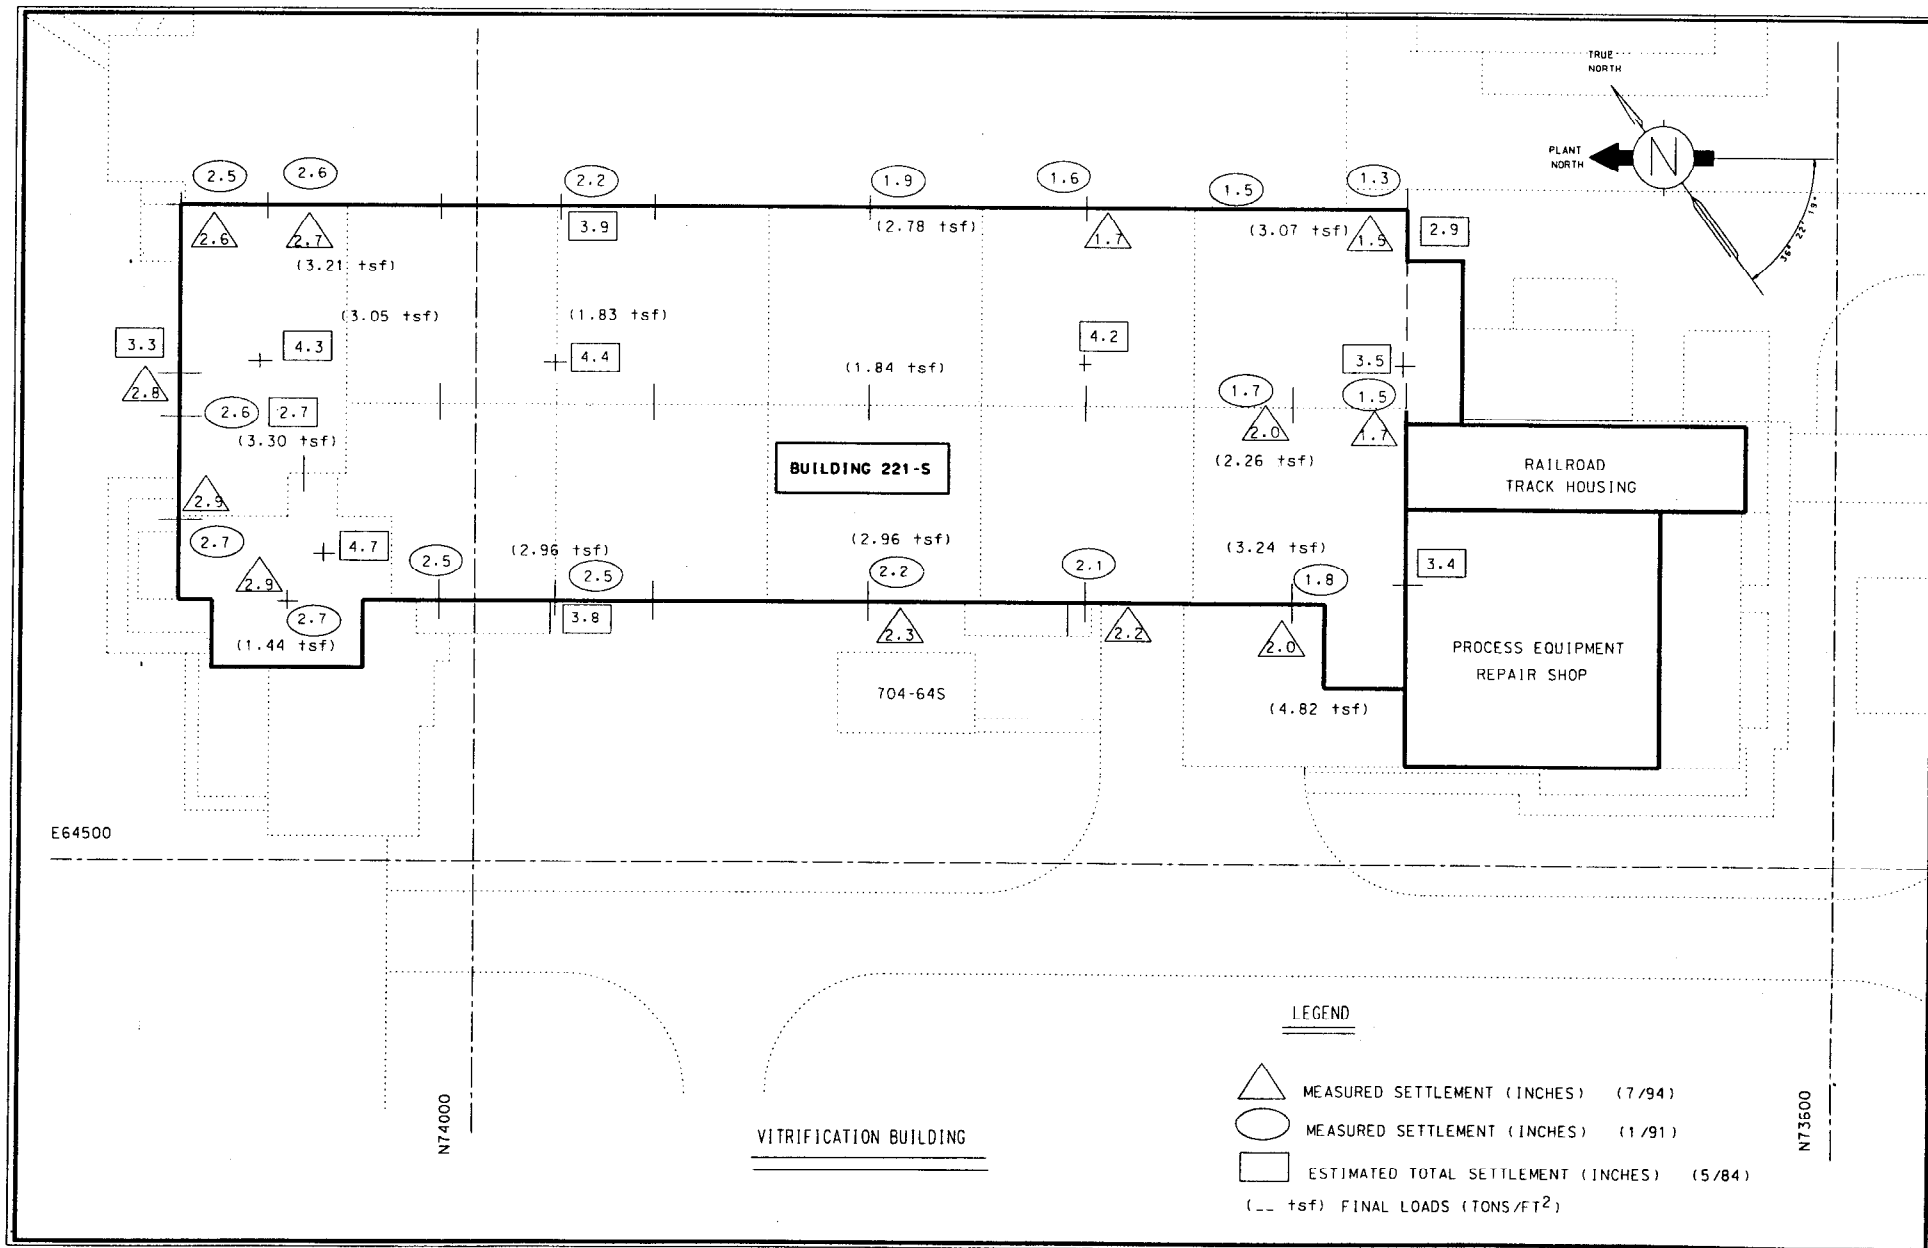 TRUE
NORTH
PLANT
NORTH
N
36° 22' 19"
2.5
2.6
2.2
1.9
1.6
1.5
1.3
2.6
2.7
3.9
(2.78 tsf)
1.7
(3.07 tsf)
1.5
2.9
(3.21 tsf)
(3.05 tsf)
(1.83 tsf)
3.3
4.3
4.4
4.2
3.5
2.8
(1.84 tsf)
1.7
1.5
2.6
2.7
2.0
1.7
(3.30 tsf)
(2.26 tsf)
BUILDING 221-S
RAILROAD
TRACK HOUSING
2.9
2.7
4.7
2.5
(2.96 tsf)
(2.96 tsf)
(3.24 tsf)
2.9
2.5
2.2
2.1
1.8
3.4
2.7
3.8
2.3
2.2
2.0
(1.44 tsf)
PROCESS EQUIPMENT
REPAIR SHOP
704-64S
(4.82 tsf)
E64500
N74000
N73600
VITRIFICATION BUILDING
LEGEND
MEASURED SETTLEMENT (INCHES) (7/94)
MEASURED SETTLEMENT (INCHES) (1/91)
ESTIMATED TOTAL SETTLEMENT (INCHES) (5/84)
(__ tsf) FINAL LOADS (TONS/FT²)